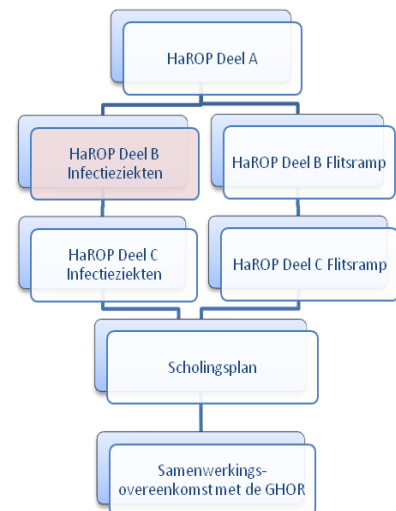 HaROP Deel A
HaROP Deel B
Infectieziekten
HaROP Deel B Flitsramp
HaROP Deel C
Infectieziekten
HaROP Deel C Flitsramp
Scholingsplan
Samenwerkings-
overeenkomst met de GHOR